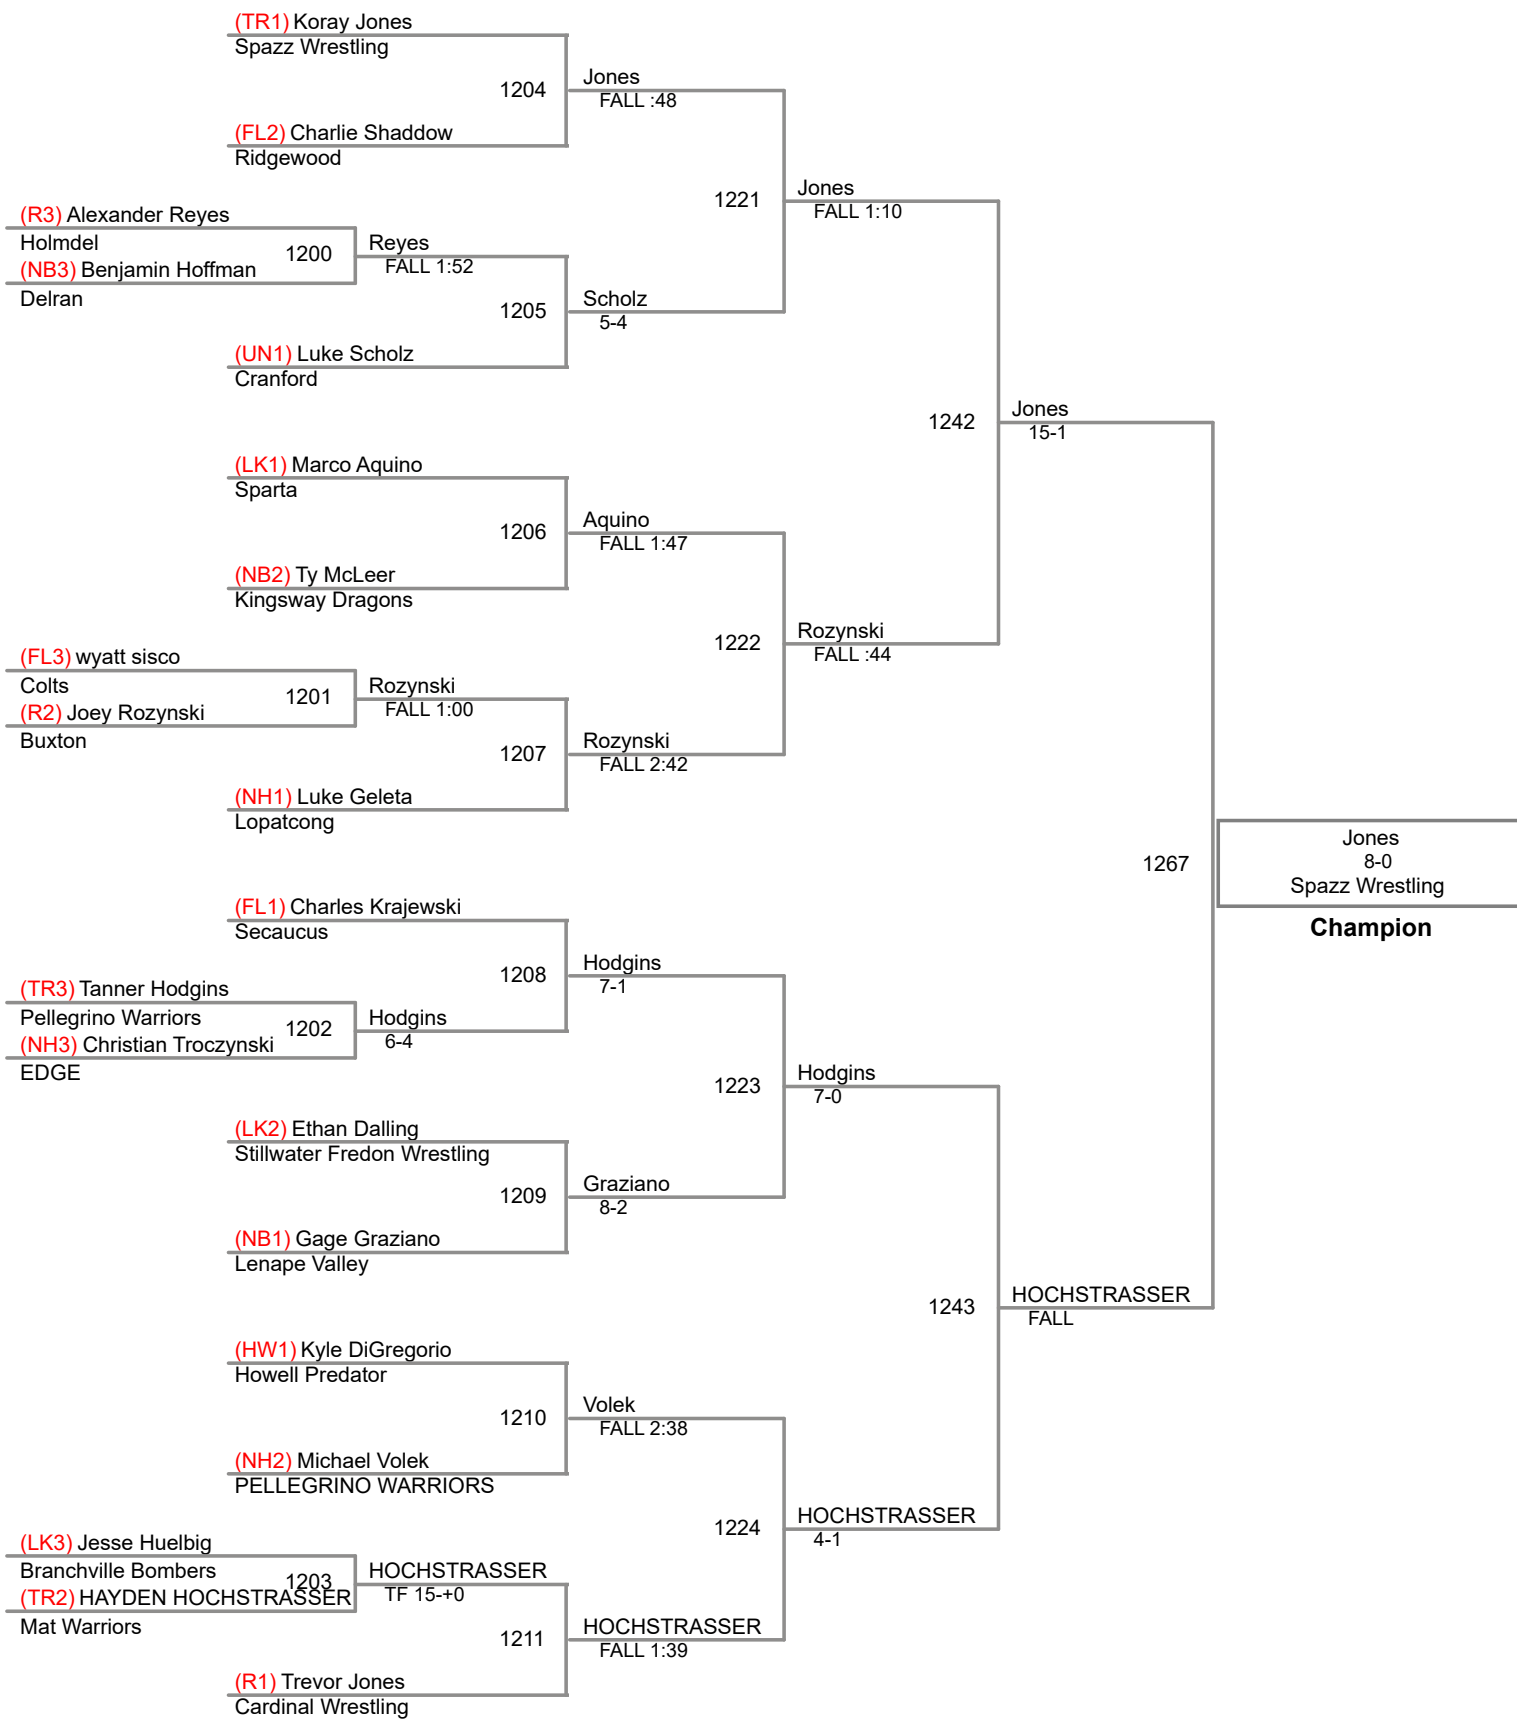 (TR1) Koray Jones
Spazz Wrestling
1204
Jones
FALL :48
(FL2) Charlie Shaddow
Ridgewood
1221
Jones
FALL 1:10
(R3) Alexander Reyes
Holmdel
1200
Reyes
FALL 1:52
(NB3) Benjamin Hoffman
Delran
1205
Scholz
5-4
(UN1) Luke Scholz
Cranford
1242
Jones
15-1
(LK1) Marco Aquino
Sparta
1206
Aquino
FALL 1:47
(NB2) Ty McLeer
Kingsway Dragons
1222
Rozynski
FALL :44
(FL3) wyatt sisco
Colts
1201
Rozynski
FALL 1:00
(R2) Joey Rozynski
Buxton
1207
Rozynski
FALL 2:42
(NH1) Luke Geleta
Lopatcong
1267
Jones
8-0
Spazz Wrestling
Champion
(FL1) Charles Krajewski
Secaucus
1208
Hodgins
7-1
(TR3) Tanner Hodgins
Pellegrino Warriors
1202
Hodgins
6-4
(NH3) Christian Troczynski
EDGE
1223
Hodgins
7-0
(LK2) Ethan Dalling
Stillwater Fredon Wrestling
1209
Graziano
8-2
(NB1) Gage Graziano
Lenape Valley
1243
HOCHSTRASSER
FALL
(HW1) Kyle DiGregorio
Howell Predator
1210
Volek
FALL 2:38
(NH2) Michael Volek
PELLEGRINO WARRIORS
1224
HOCHSTRASSER
4-1
(LK3) Jesse Huelbig
Branchville Bombers
1203
HOCHSTRASSER
TF 15-+0
(TR2) HAYDEN HOCHSTRASSER
Mat Warriors
1211
HOCHSTRASSER
FALL 1:39
(R1) Trevor Jones
Cardinal Wrestling